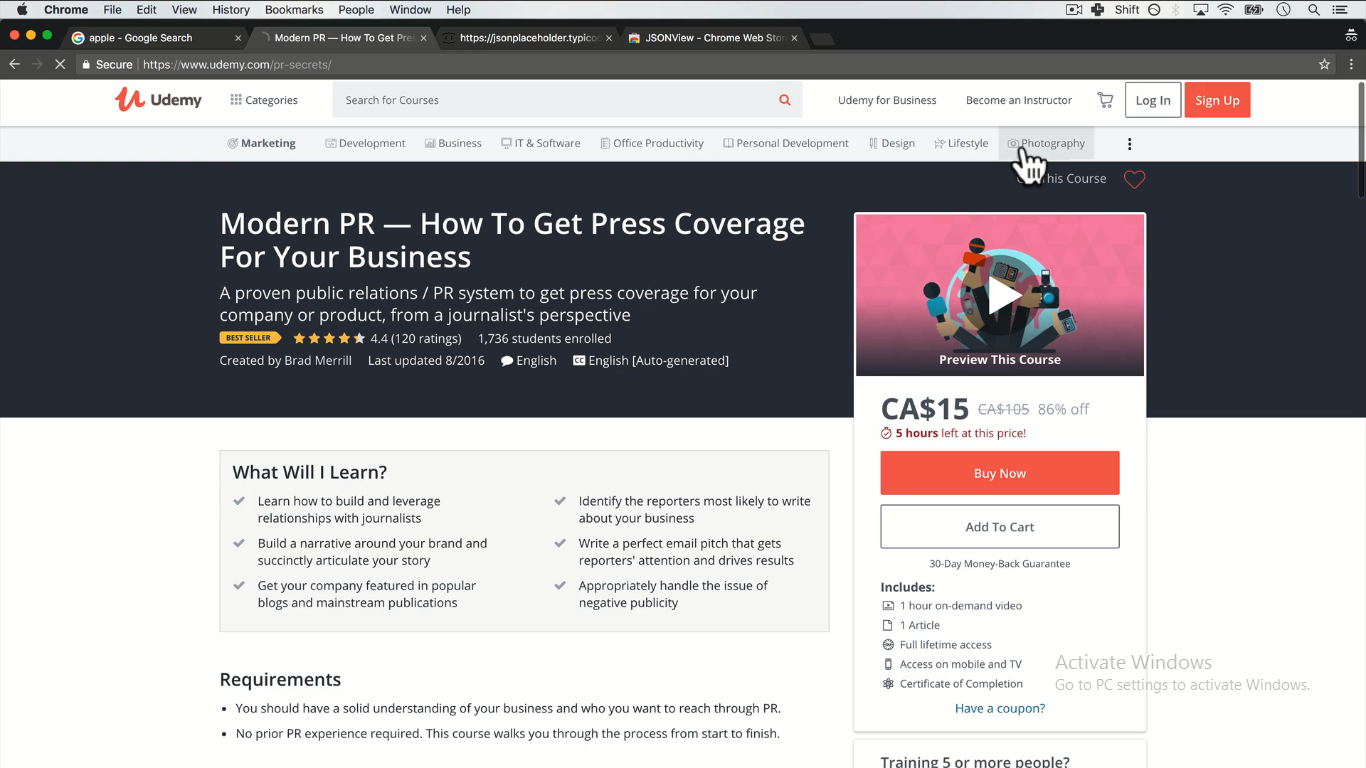 Chrome File Edit View History Bookmarks People Window Help Shift
apple - Google Search Modern PR — How To Get Pre https://jsonplaceholder.typico JSONView - Chrome Web Stor
Secure https://www.udemy.com/pr-secrets/
Udemy Categories Search for Courses Udemy for Business Become an Instructor Log In Sign Up
Marketing Development Business IT & Software Office Productivity Personal Development Design Lifestyle Photography
his Course
Modern PR — How To Get Press Coverage
For Your Business
A proven public relations / PR system to get press coverage for your
company or product, from a journalist's perspective
BEST SELLER 4.4 (120 ratings) 1,736 students enrolled
Created by Brad Merrill Last updated 8/2016 English CC English [Auto-generated]
Preview This Course
CA$15 CA$105 86% off
5 hours left at this price!
Buy Now
Add To Cart
30-Day Money-Back Guarantee
Includes:
1 hour on-demand video
1 Article
Full lifetime access
Access on mobile and TV
Certificate of Completion
Have a coupon?
Training 5 or more people?
What Will I Learn?
Learn how to build and leverage
relationships with journalists
Build a narrative around your brand and
succinctly articulate your story
Get your company featured in popular
blogs and mainstream publications
Identify the reporters most likely to write
about your business
Write a perfect email pitch that gets
reporters' attention and drives results
Appropriately handle the issue of
negative publicity
Requirements
You should have a solid understanding of your business and who you want to reach through PR.
No prior PR experience required. This course walks you through the process from start to finish.
Activate Windows
Go to PC settings to activate Windows.